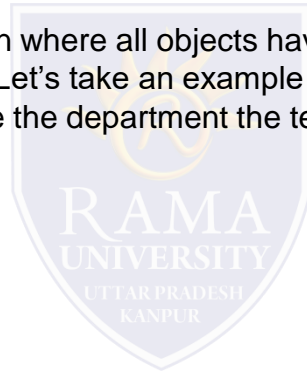 n where all objects hav
Let's take an example
e the department the te
RAMA
UNIVERSITY
UTTAR PRADESH
KANPUR